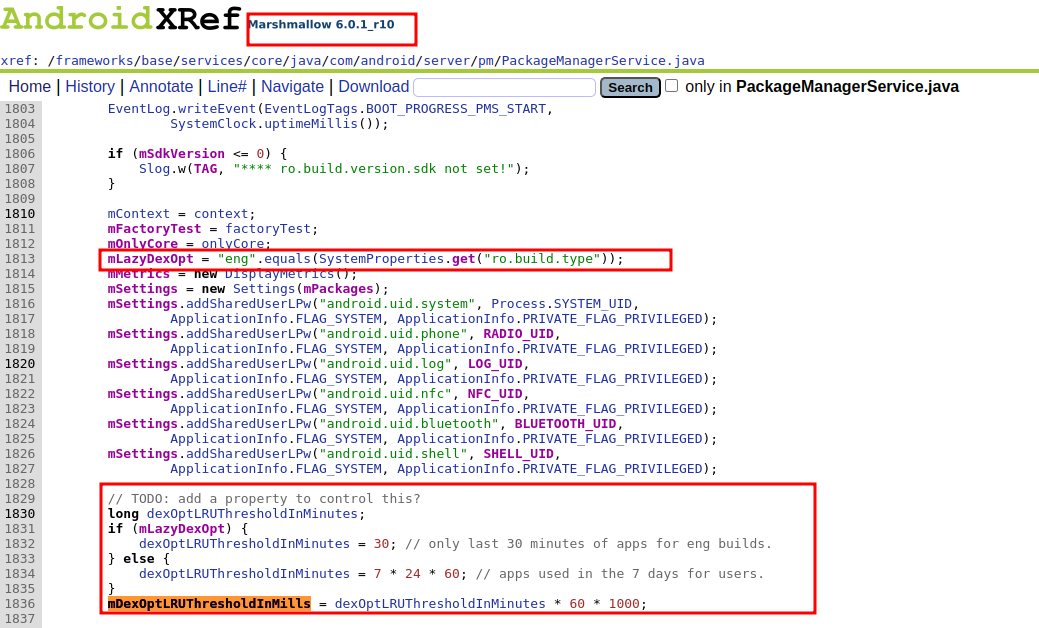 AndroidXRef Marshmallow 6.0.1_r10
xref: /frameworks/base/services/core/java/com/android/server/pm/PackageManagerService.java
Home | History | Annotate | Line# | Navigate | Download Search only in PackageManagerService.java
1803 EventLog.writeEvent(EventLogTags.BOOT_PROGRESS_PMS_START,
1804 SystemClock.uptimeMillis());
1805
1806 if (mSdkVersion <= 0) {
1807 Slog.w(TAG, "**** ro.build.version.sdk not set!");
1808 }
1809
1810 mContext = context;
1811 mFactoryTest = factoryTest;
1812 mOnlyCore = onlyCore;
1813 mLazyDexOpt = "eng".equals(SystemProperties.get("ro.build.type"));
1814 mMetrics = new DisplayMetrics();
1815 mSettings = new Settings(mPackages);
1816 mSettings.addSharedUserLPw("android.uid.system", Process.SYSTEM_UID,
1817 ApplicationInfo.FLAG_SYSTEM, ApplicationInfo.PRIVATE_FLAG_PRIVILEGED);
1818 mSettings.addSharedUserLPw("android.uid.phone", RADIO_UID,
1819 ApplicationInfo.FLAG_SYSTEM, ApplicationInfo.PRIVATE_FLAG_PRIVILEGED);
1820 mSettings.addSharedUserLPw("android.uid.log", LOG_UID,
1821 ApplicationInfo.FLAG_SYSTEM, ApplicationInfo.PRIVATE_FLAG_PRIVILEGED);
1822 mSettings.addSharedUserLPw("android.uid.nfc", NFC_UID,
1823 ApplicationInfo.FLAG_SYSTEM, ApplicationInfo.PRIVATE_FLAG_PRIVILEGED);
1824 mSettings.addSharedUserLPw("android.uid.bluetooth", BLUETOOTH_UID,
1825 ApplicationInfo.FLAG_SYSTEM, ApplicationInfo.PRIVATE_FLAG_PRIVILEGED);
1826 mSettings.addSharedUserLPw("android.uid.shell", SHELL_UID,
1827 ApplicationInfo.FLAG_SYSTEM, ApplicationInfo.PRIVATE_FLAG_PRIVILEGED);
1828
1829 // TODO: add a property to control this?
1830 long dexOptLRUThresholdInMinutes;
1831 if (mLazyDexOpt) {
1832 dexOptLRUThresholdInMinutes = 30; // only last 30 minutes of apps for eng builds.
1833 } else {
1834 dexOptLRUThresholdInMinutes = 7 * 24 * 60; // apps used in the 7 days for users.
1835 }
1836 mDexOptLRUThresholdInMills = dexOptLRUThresholdInMinutes * 60 * 1000;
1837